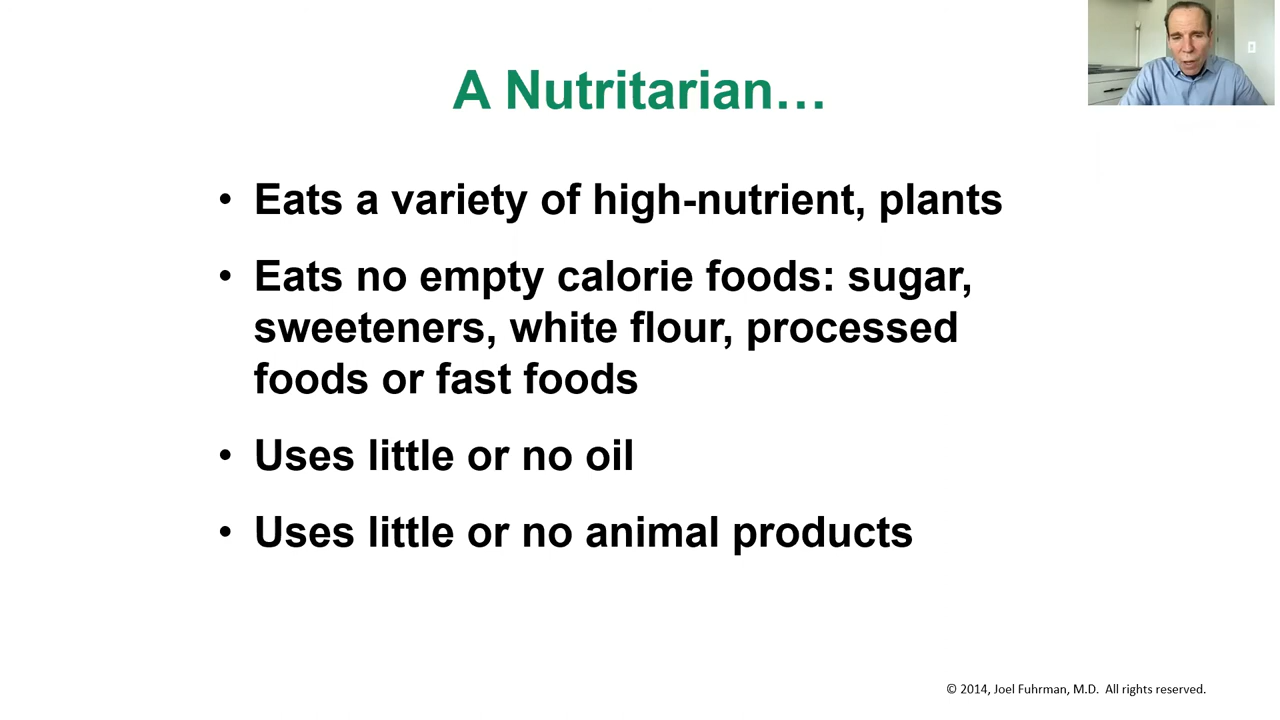 A Nutritarian…
• Eats a variety of high-nutrient, plants
• Eats no empty calorie foods: sugar,
sweeteners, white flour, processed
foods or fast foods
• Uses little or no oil
• Uses little or no animal products
© 2014, Joel Fuhrman, M.D. All rights reserved.